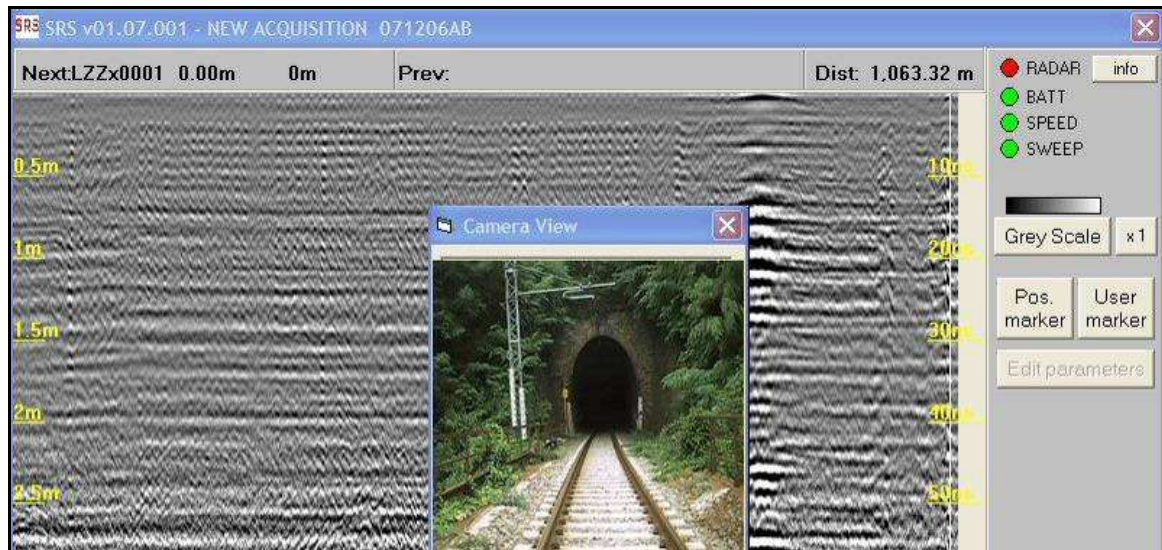 SRS SRS v01.07.001 - NEW ACQUISITION 071206AB
Next:LZZx0001 0.00m 0m Prev: Dist: 1,063.32 m
RADAR info
BATT
SPEED
SWEEP
0.5m 10ns
Camera View
Grey Scale x1
1m 20ns
Pos. marker User marker
1.5m 30ns
Edit parameters
2m 40ns
2.5m 50ns